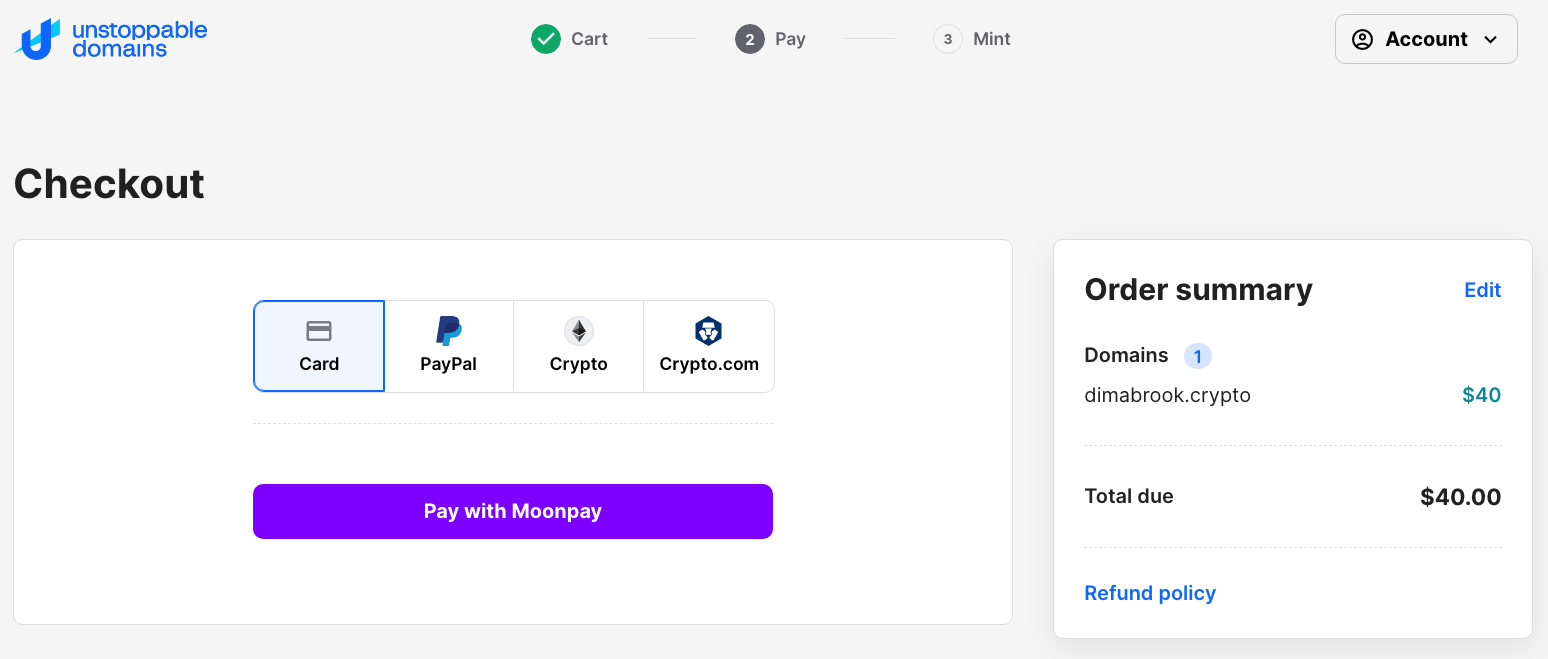 unstoppable
domains
Cart
2 Pay
3 Mint
Account
Checkout
Card
PayPal
Crypto
Crypto.com
Pay with Moonpay
Order summary
Edit
Domains 1
dimabrook.crypto
$40
Total due
$40.00
Refund policy